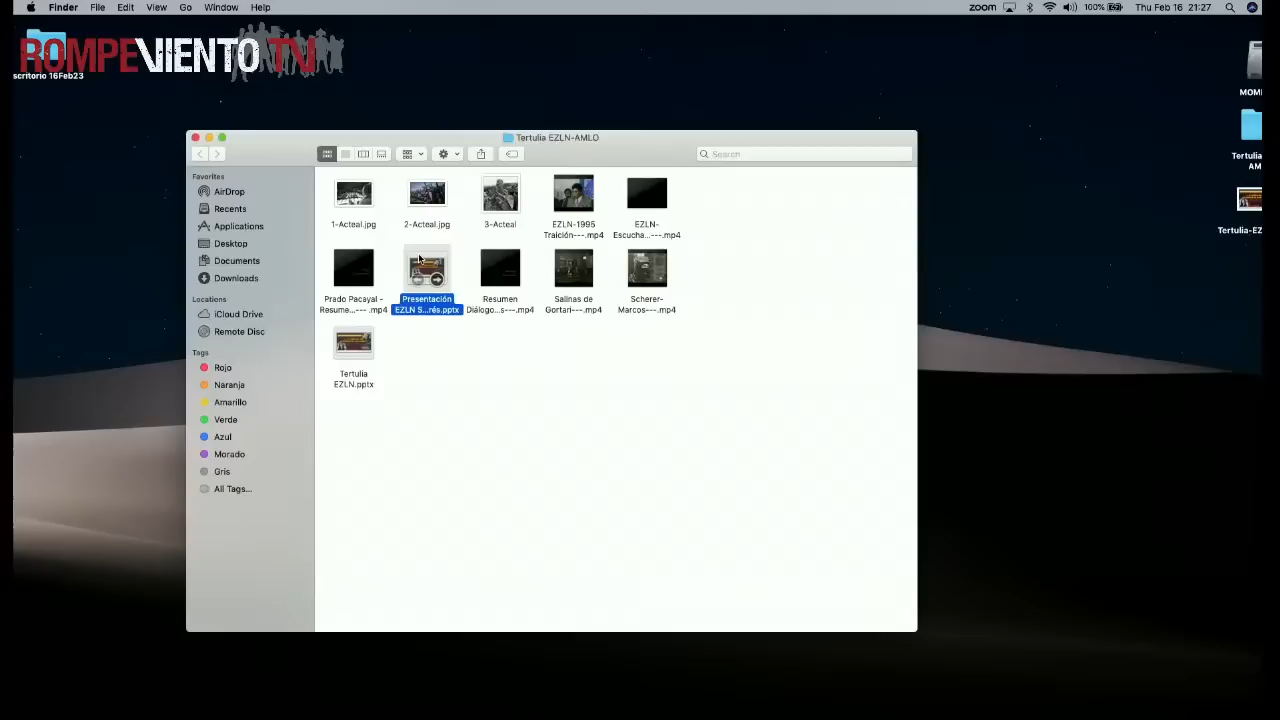 Finder File Edit View Go Window Help
zoom 100% Thu Feb 16 21:27
ROMPEVIENTO TV
scritorio 16Feb23
Tertulia EZLN-AMLO
Search
Favorites
AirDrop
Recents
Applications
Desktop
Documents
Downloads
Locations
iCloud Drive
Remote Disc
Tags
Rojo
Naranja
Amarillo
Verde
Azul
Morado
Gris
All Tags...
1-Acteal.jpg
2-Acteal.jpg
3-Acteal
EZLN-1995
Traición---.mp4
EZLN-
Escucha...---.mp4
Prado Pacayal -
Resume...--- .mp4
Presentación
EZLN S...rés.pptx
Resumen
Diálogo...s---.mp4
Salinas de
Gortari---.mp4
Scherer-
Marcos---.mp4
Tertulia
EZLN.pptx
MOM
Tertulia
AM
Tertulia-EZ